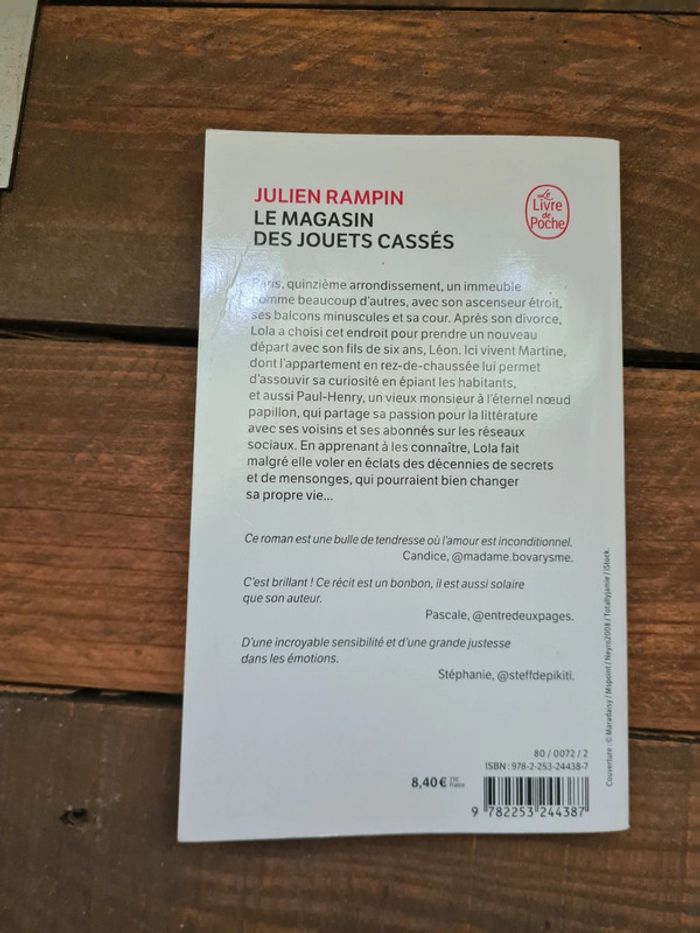 JULIEN RAMPIN
LE MAGASIN
DES JOUETS CASSÉS
Le
Livre
de
Poche
Paris, quinzième arrondissement, un immeuble
comme beaucoup d'autres, avec son ascenseur étroit,
ses balcons minuscules et sa cour. Après son divorce,
Lola a choisi cet endroit pour prendre un nouveau
départ avec son fils de six ans, Léon. Ici vivent Martine,
dont l'appartement en rez-de-chaussée lui permet
d'assouvir sa curiosité en épiant les habitants,
et aussi Paul-Henry, un vieux monsieur à l'éternel nœud
papillon, qui partage sa passion pour la littérature
avec ses voisins et ses abonnés sur les réseaux
sociaux. En apprenant à les connaître, Lola fait
malgré elle voler en éclats des décennies de secrets
et de mensonges, qui pourraient bien changer
sa propre vie...
Ce roman est une bulle de tendresse où l'amour est inconditionnel.
Candice, @madame.bovarysme.
C'est brillant ! Ce récit est un bonbon, il est aussi solaire
que son auteur.
Pascale, @entredeuxpages.
D'une incroyable sensibilité et d'une grande justesse
dans les émotions.
Stéphanie, @steffdepikiti.
Couverture : © Maradaisy / Mspoint / Neyro2008 / Totallyjamie / iStock.
80 / 0072 / 2
ISBN : 978-2-253-24438-7
8,40 € TTC France
9 782253 244387